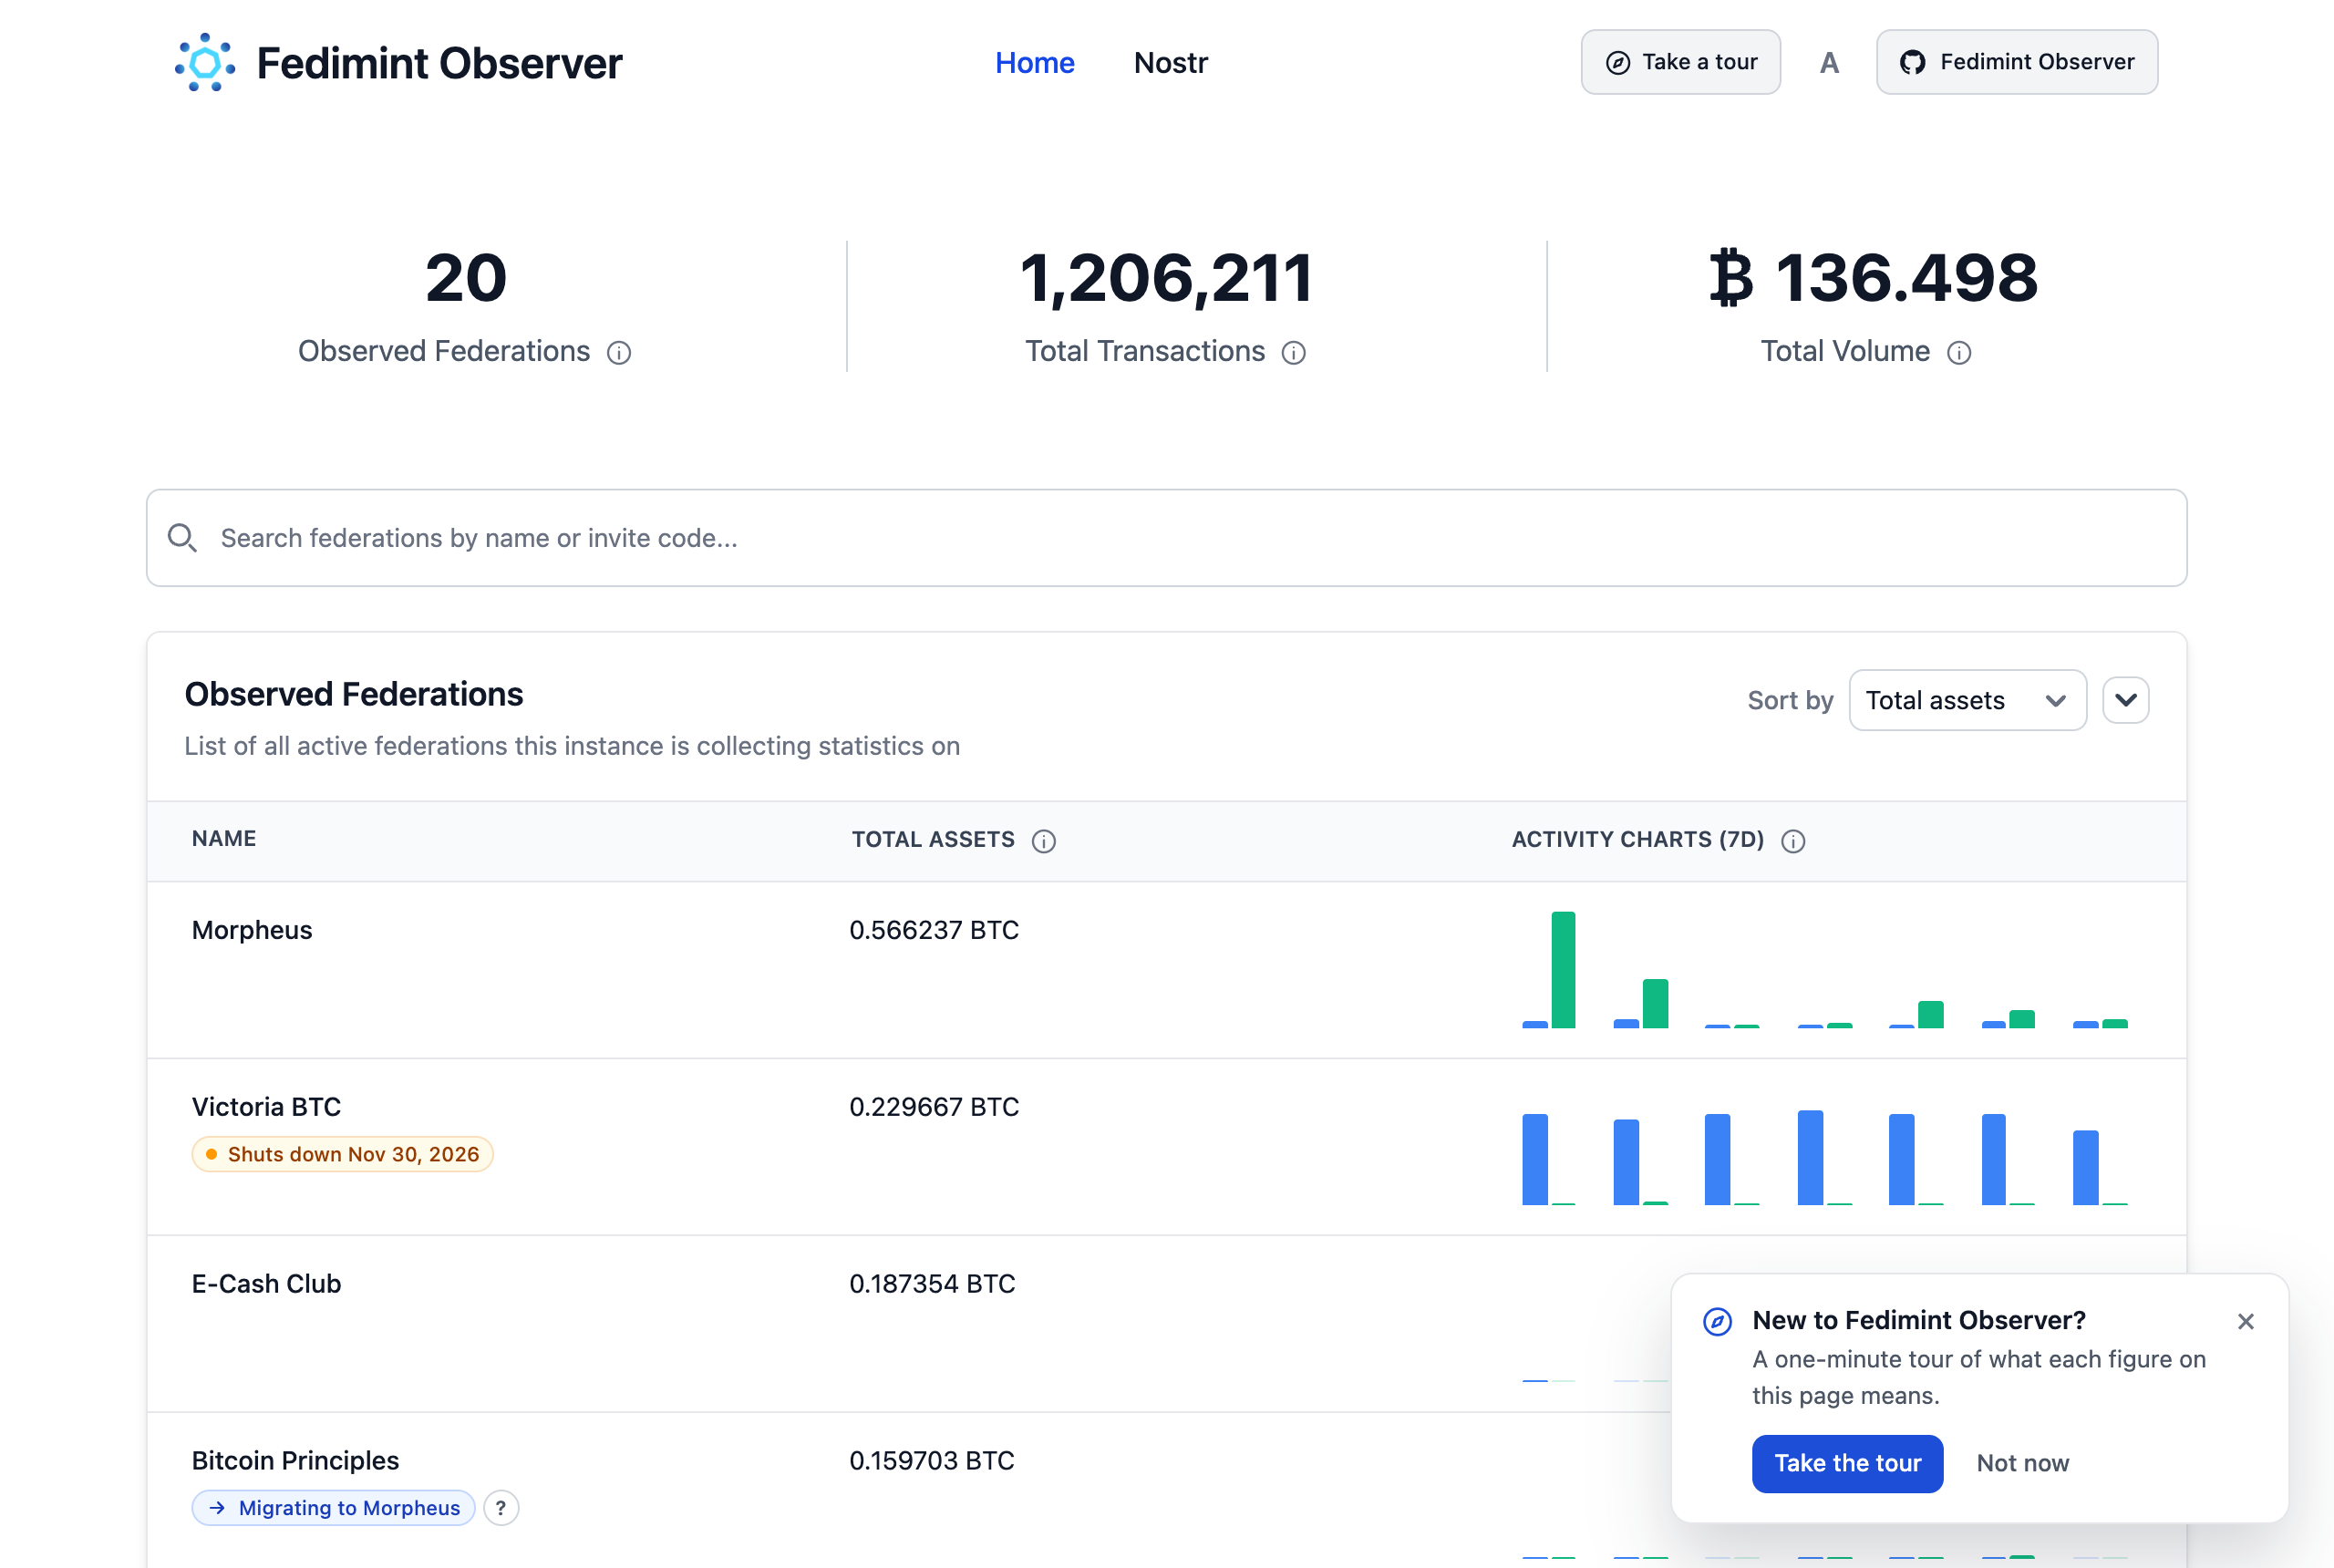 Fedimint Observer
Home
Nostr
Take a tour
A
Fedimint Observer
20
Observed Federations
1,206,211
Total Transactions
₿ 136.498
Total Volume
Search federations by name or invite code...
Observed Federations
List of all active federations this instance is collecting statistics on
Sort by
Total assets
NAME
TOTAL ASSETS
ACTIVITY CHARTS (7D)
Morpheus
0.566237 BTC
Victoria BTC
0.229667 BTC
Shuts down Nov 30, 2026
E-Cash Club
0.187354 BTC
Bitcoin Principles
0.159703 BTC
→ Migrating to Morpheus
?
New to Fedimint Observer?
A one-minute tour of what each figure on
this page means.
Take the tour
Not now